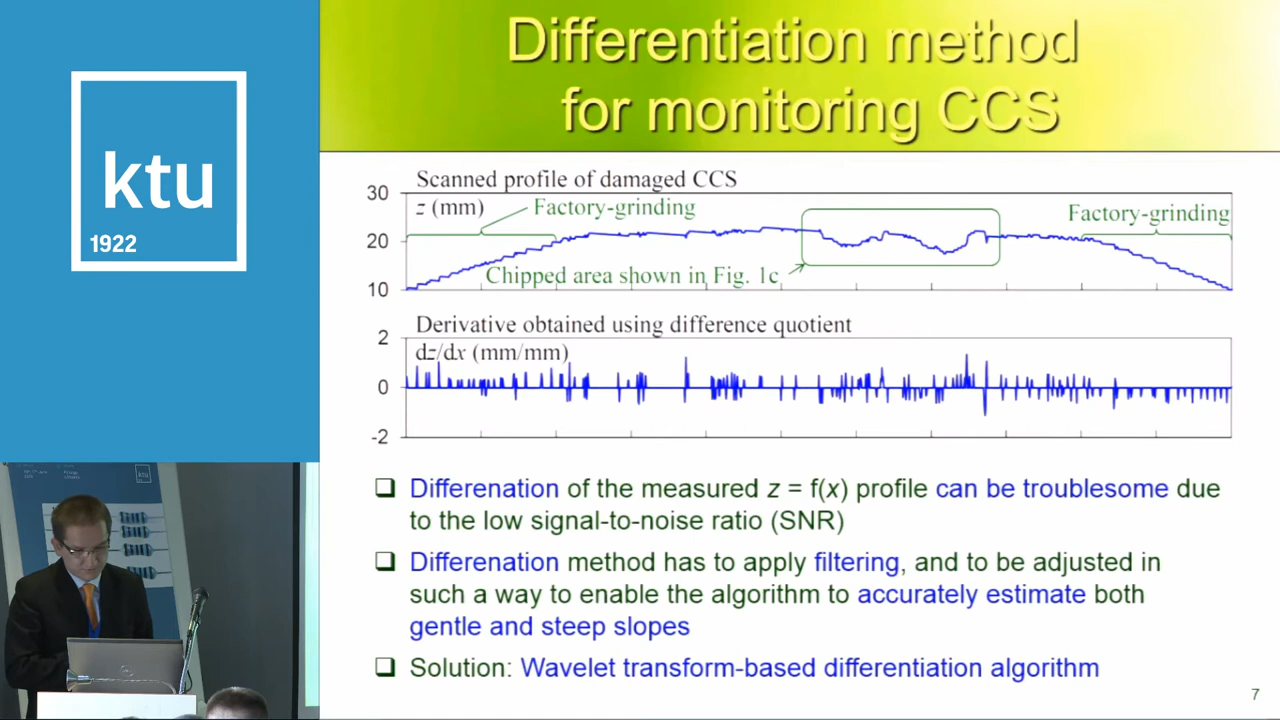 Differentiation method
for monitoring CCS
ktu
1922
Scanned profile of damaged CCS
30
z (mm)
Factory-grinding
Factory-grinding
20
Chipped area shown in Fig. 1c
10
Derivative obtained using difference quotient
2
dz/dx (mm/mm)
0
-2
❑ Differenation of the measured z = f(x) profile can be troublesome due
to the low signal-to-noise ratio (SNR)
❑ Differenation method has to apply filtering, and to be adjusted in
such a way to enable the algorithm to accurately estimate both
gentle and steep slopes
❑ Solution: Wavelet transform-based differentiation algorithm
7